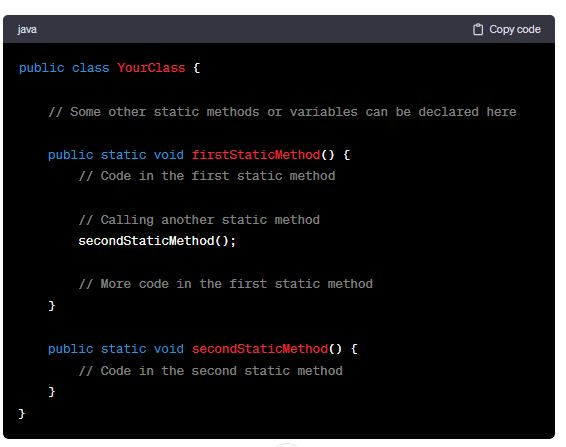 java
Copy code
public class YourClass {
// Some other static methods or variables can be declared here
public static void firstStaticMethod() {
// Code in the first static method
// Calling another static method
secondStaticMethod();
// More code in the first static method
}
public static void secondStaticMethod() {
// Code in the second static method
}
}